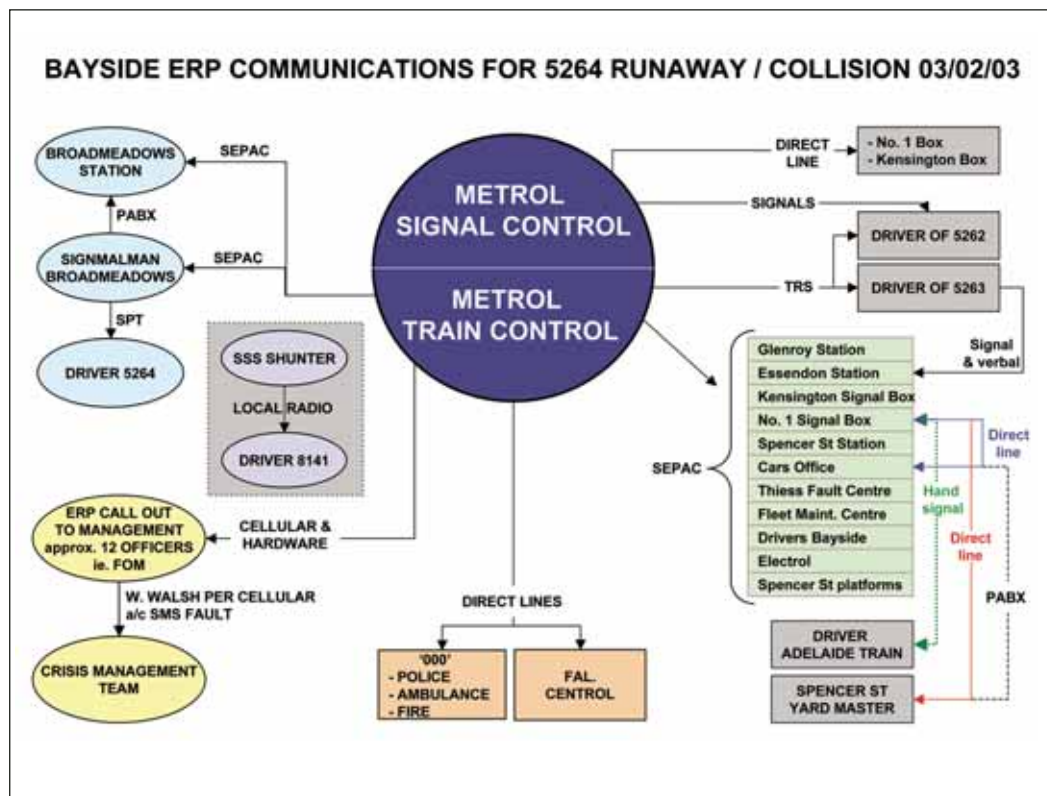 BAYSIDE ERP COMMUNICATIONS FOR 5264 RUNAWAY / COLLISION 03/02/03
BROADMEADOWS
STATION
SEPAC
PABX
SIGNMALMAN
BROADMEADOWS
SEPAC
SPT
DRIVER 5264
SSS SHUNTER
LOCAL RADIO
DRIVER 8141
METROL
SIGNAL CONTROL
METROL
TRAIN CONTROL
DIRECT
LINE
- No. 1 Box
- Kensington Box
SIGNALS
DRIVER OF 5262
TRS
DRIVER OF 5263
Signal
& verbal
SEPAC
Glenroy Station
Essendon Station
Kensington Signal Box
No. 1 Signal Box
Spencer St Station
Cars Office
Thiess Fault Centre
Fleet Maint. Centre
Drivers Bayside
Electrol
Spencer St platforms
Direct
line
Hand
signal
Direct
line
PABX
DRIVER
ADELAIDE TRAIN
SPENCER ST
YARD MASTER
ERP CALL OUT
TO MANAGEMENT
approx. 12 OFFICERS
ie. FOM
CELLULAR &
HARDWARE
W. WALSH PER CELLULAR
a/c SMS FAULT
CRISIS MANAGEMENT
TEAM
DIRECT LINES
'000'
- POLICE
- AMBULANCE
- FIRE
FAL.
CENTROL